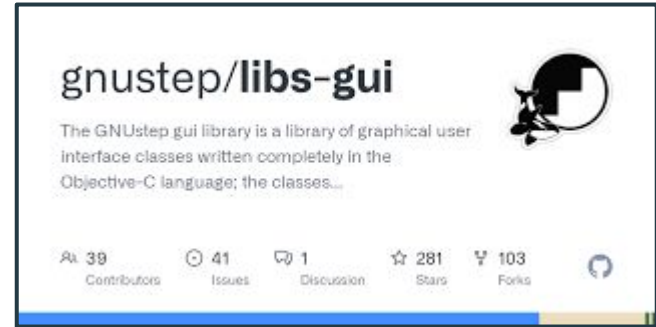 gnustep/libs-gui
The GNUstep gui library is a library of graphical user
interface classes written completely in the
Objective-C language; the classes...
39 41 1 281 103
Contributors Issues Discussion Stars Forks